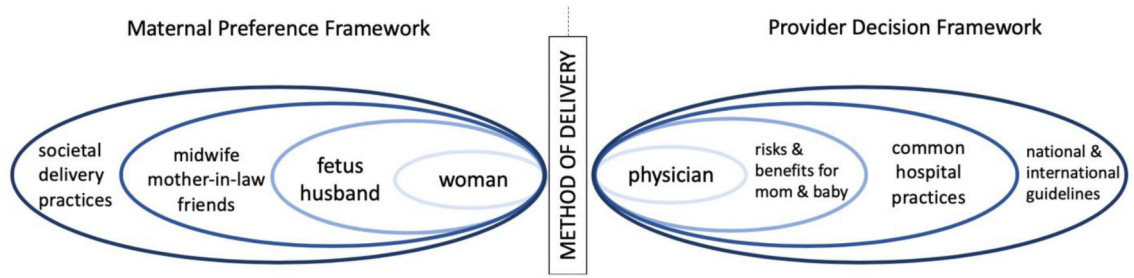 Maternal Preference Framework
Provider Decision Framework
societal
delivery
practices
midwife
mother-in-law
friends
fetus
husband
woman
METHOD OF DELIVERY
physician
risks &
benefits for
mom & baby
common
hospital
practices
national &
international
guidelines